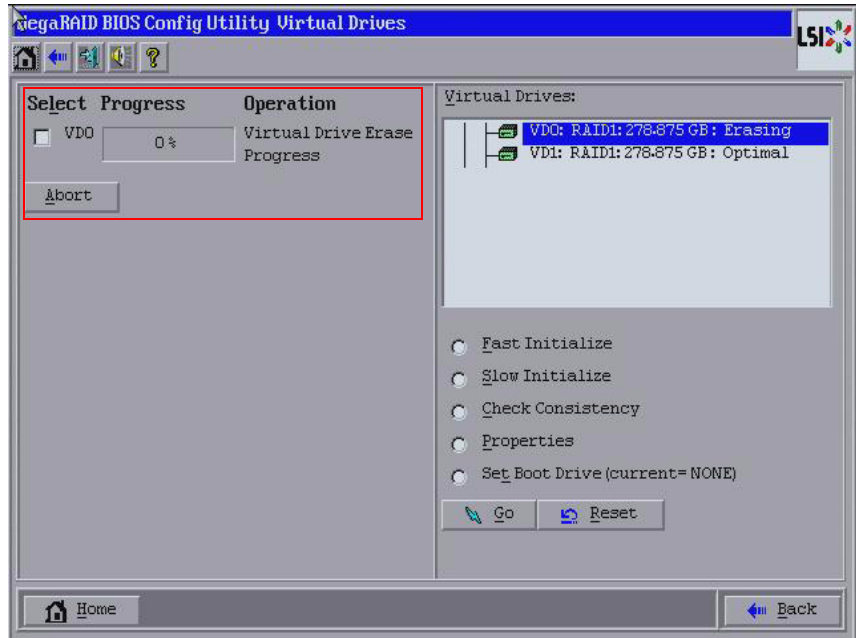 MegaRAID BIOS Config Utility Virtual Drives
LSI
Select Progress Operation
VD0 0% Virtual Drive Erase
Progress
Abort
Virtual Drives:
VD0: RAID1: 278.875 GB: Erasing
VD1: RAID1: 278.875 GB: Optimal
Fast Initialize
Slow Initialize
Check Consistency
Properties
Set Boot Drive (current= NONE)
Go Reset
Home
Back